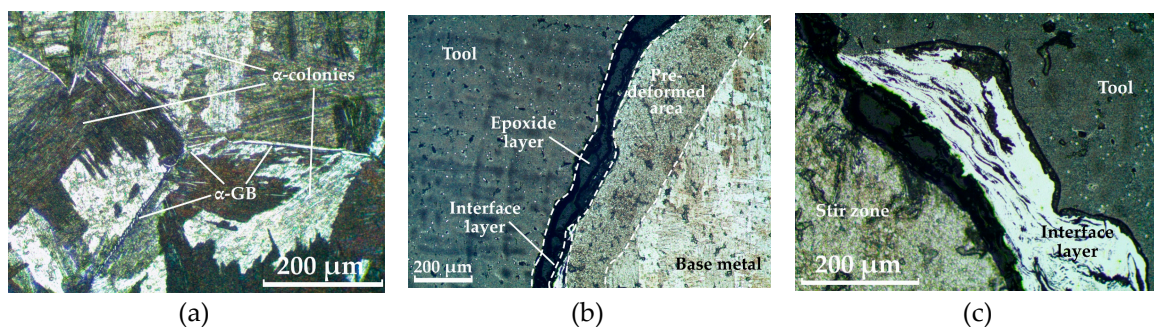 α-colonies
α-GB
200 μm
(a)
Tool
Pre-
deformed
area
Epoxide
layer
Interface
layer
Base metal
200 μm
(b)
Tool
Stir zone
Interface
layer
200 μm
(c)